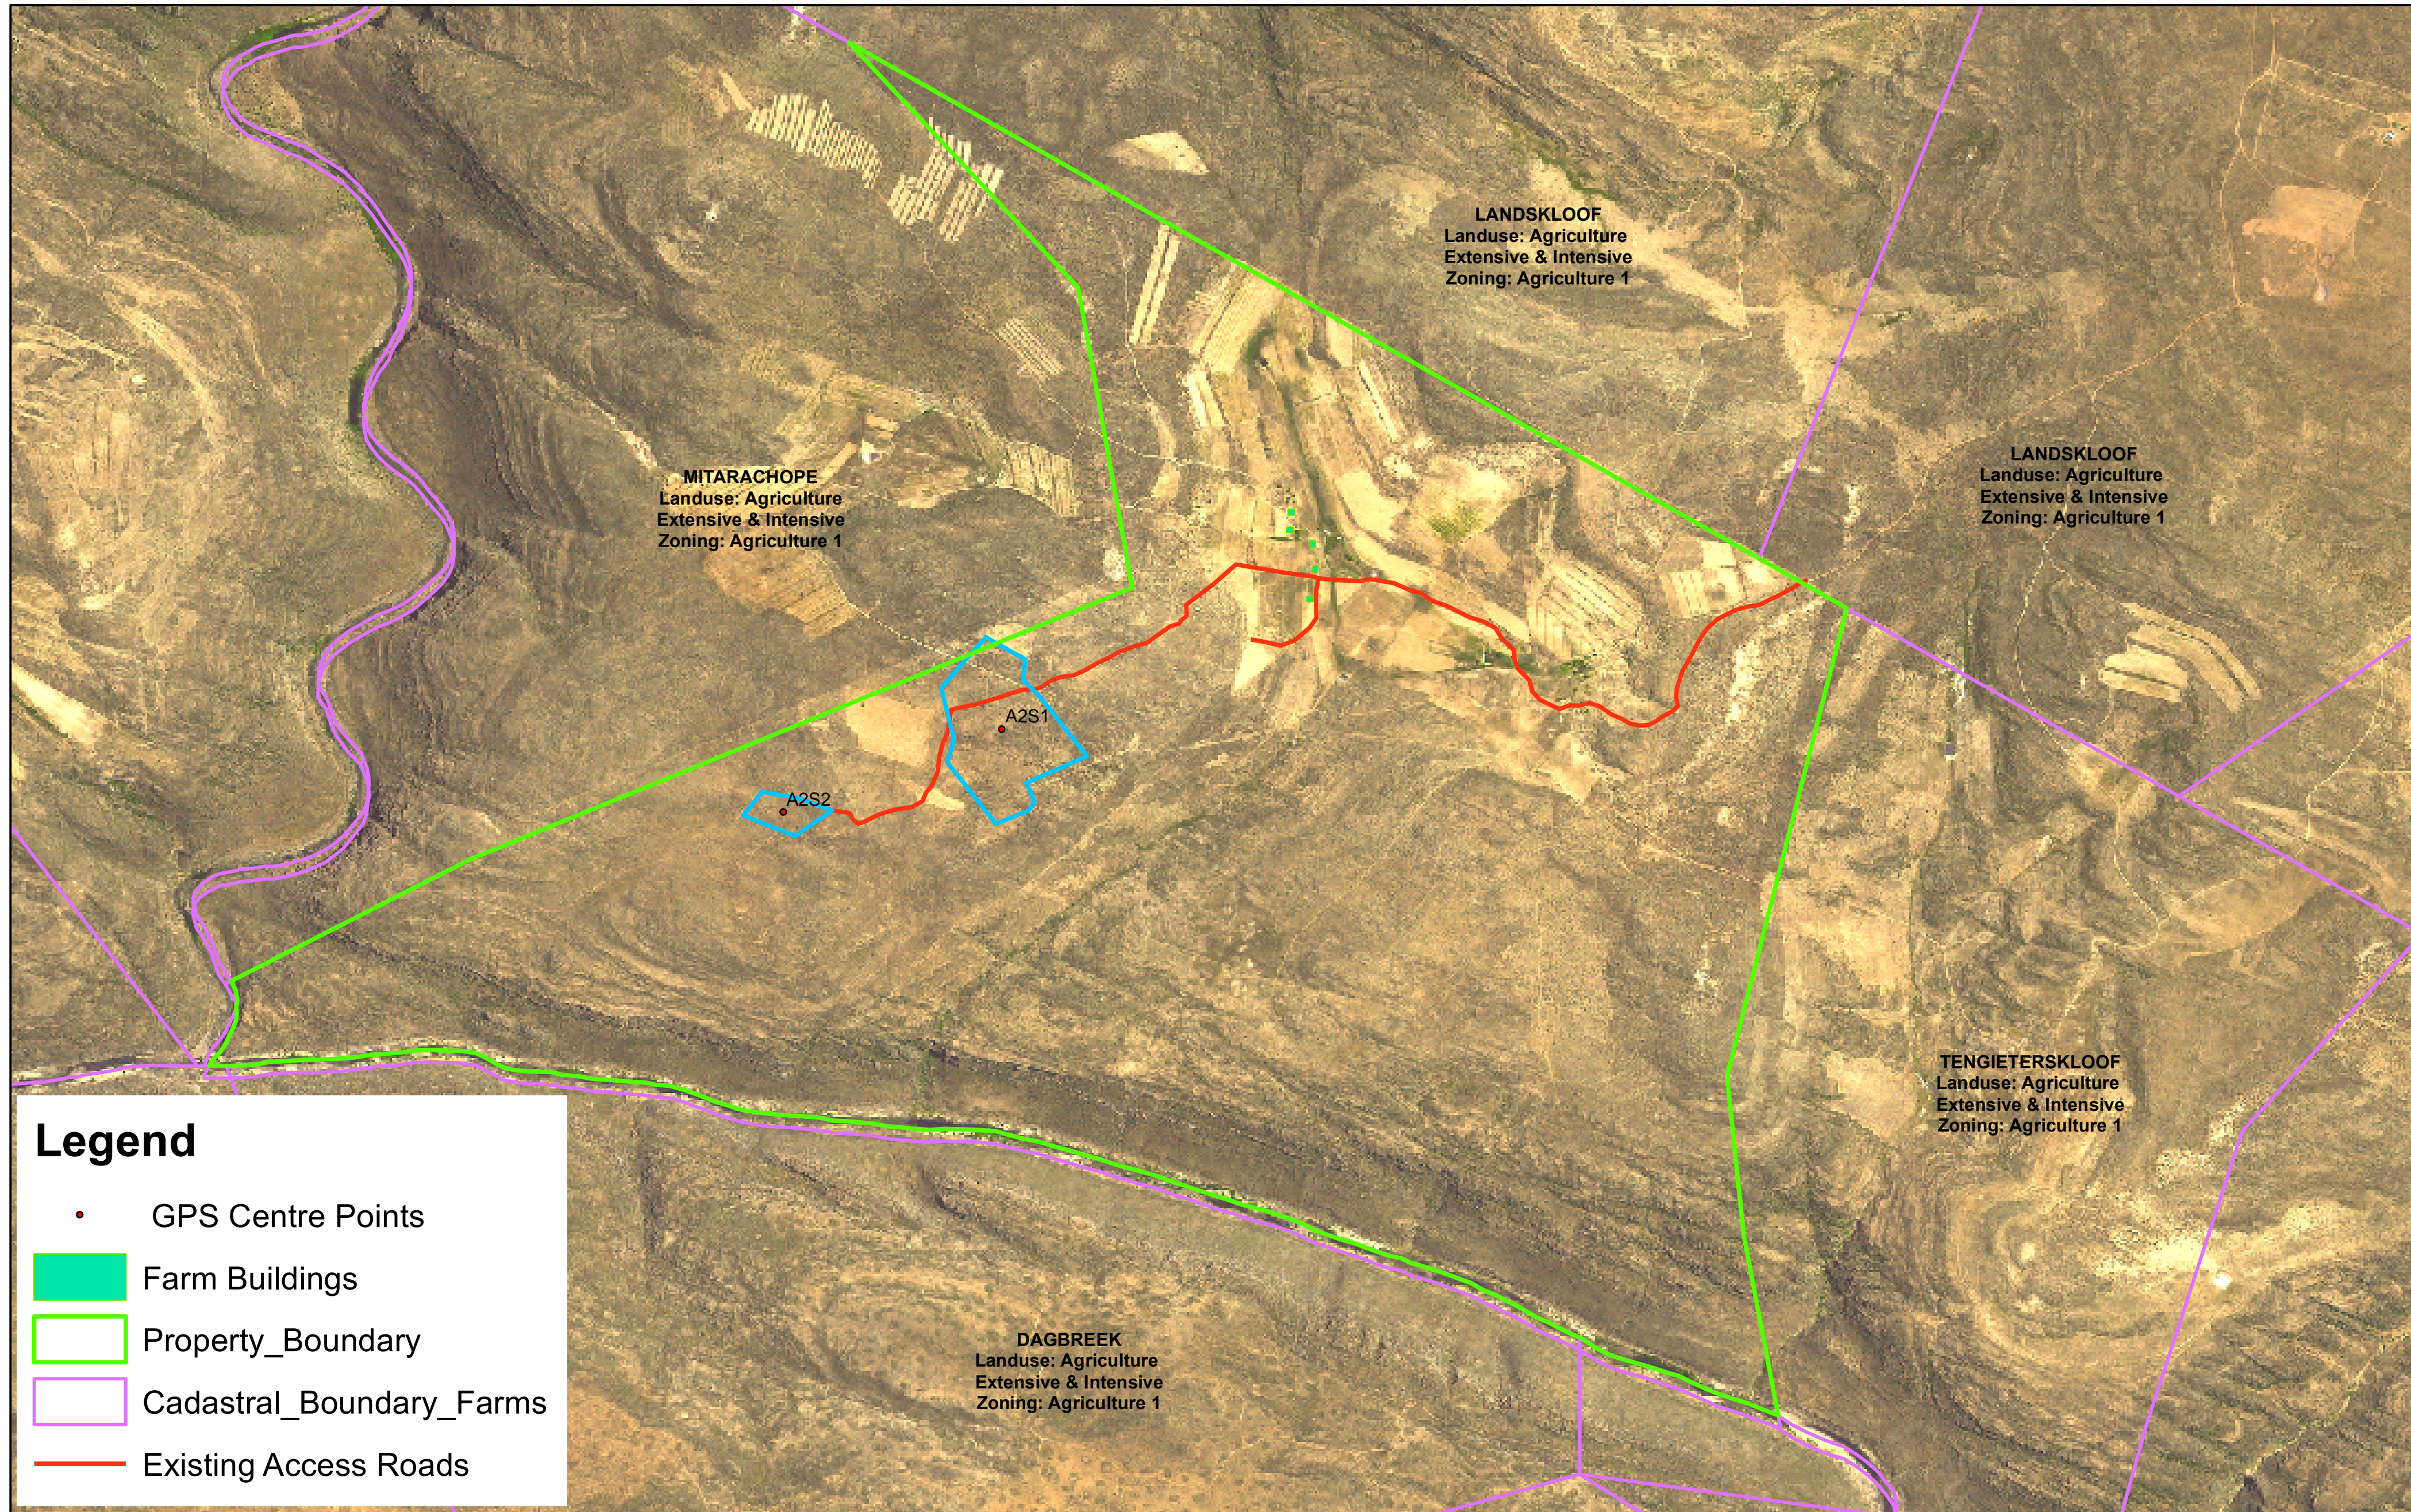 LANDSKLOOF
Landuse: Agriculture
Extensive & Intensive
Zoning: Agriculture 1
LANDSKLOOF
Landuse: Agriculture
Extensive & Intensive
Zoning: Agriculture 1
MITARACHOPE
Landuse: Agriculture
Extensive & Intensive
Zoning: Agriculture 1
A2S1
A2S2
TENGIETERSKLOOF
Landuse: Agriculture
Extensive & Intensive
Zoning: Agriculture 1
DAGBREEK
Landuse: Agriculture
Extensive & Intensive
Zoning: Agriculture 1
Legend
GPS Centre Points
Farm Buildings
Property_Boundary
Cadastral_Boundary_Farms
Existing Access Roads